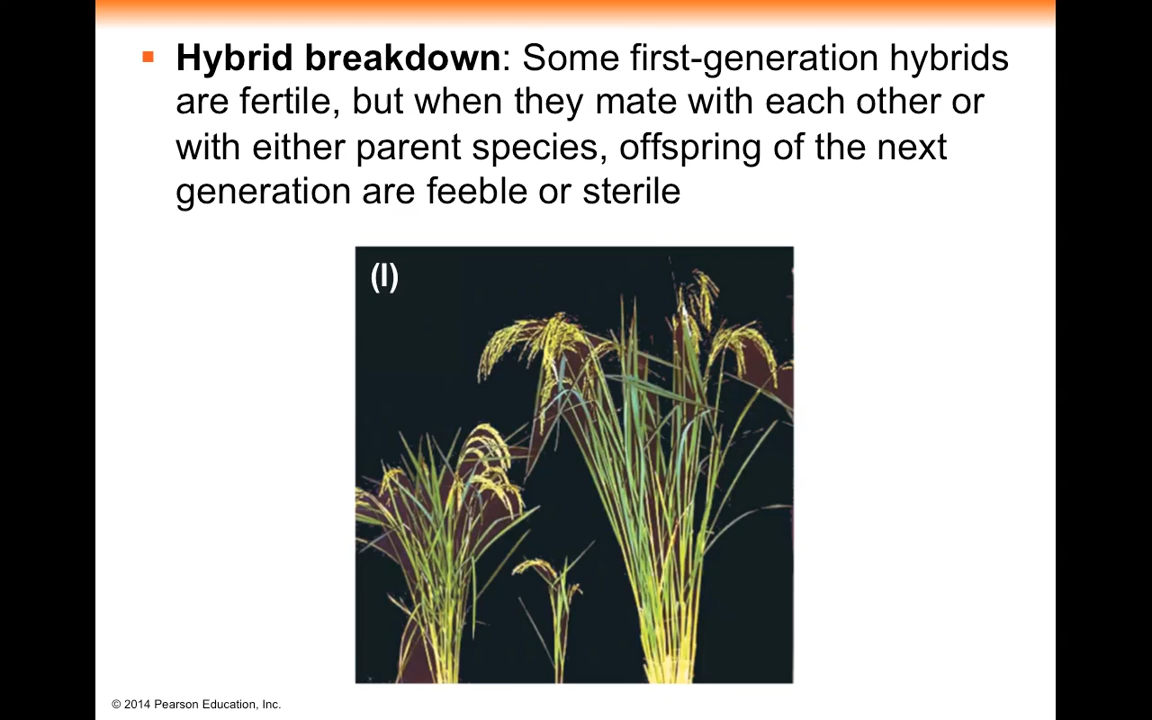 Hybrid breakdown: Some first-generation hybrids
are fertile, but when they mate with each other or
with either parent species, offspring of the next
generation are feeble or sterile
(l)
© 2014 Pearson Education, Inc.